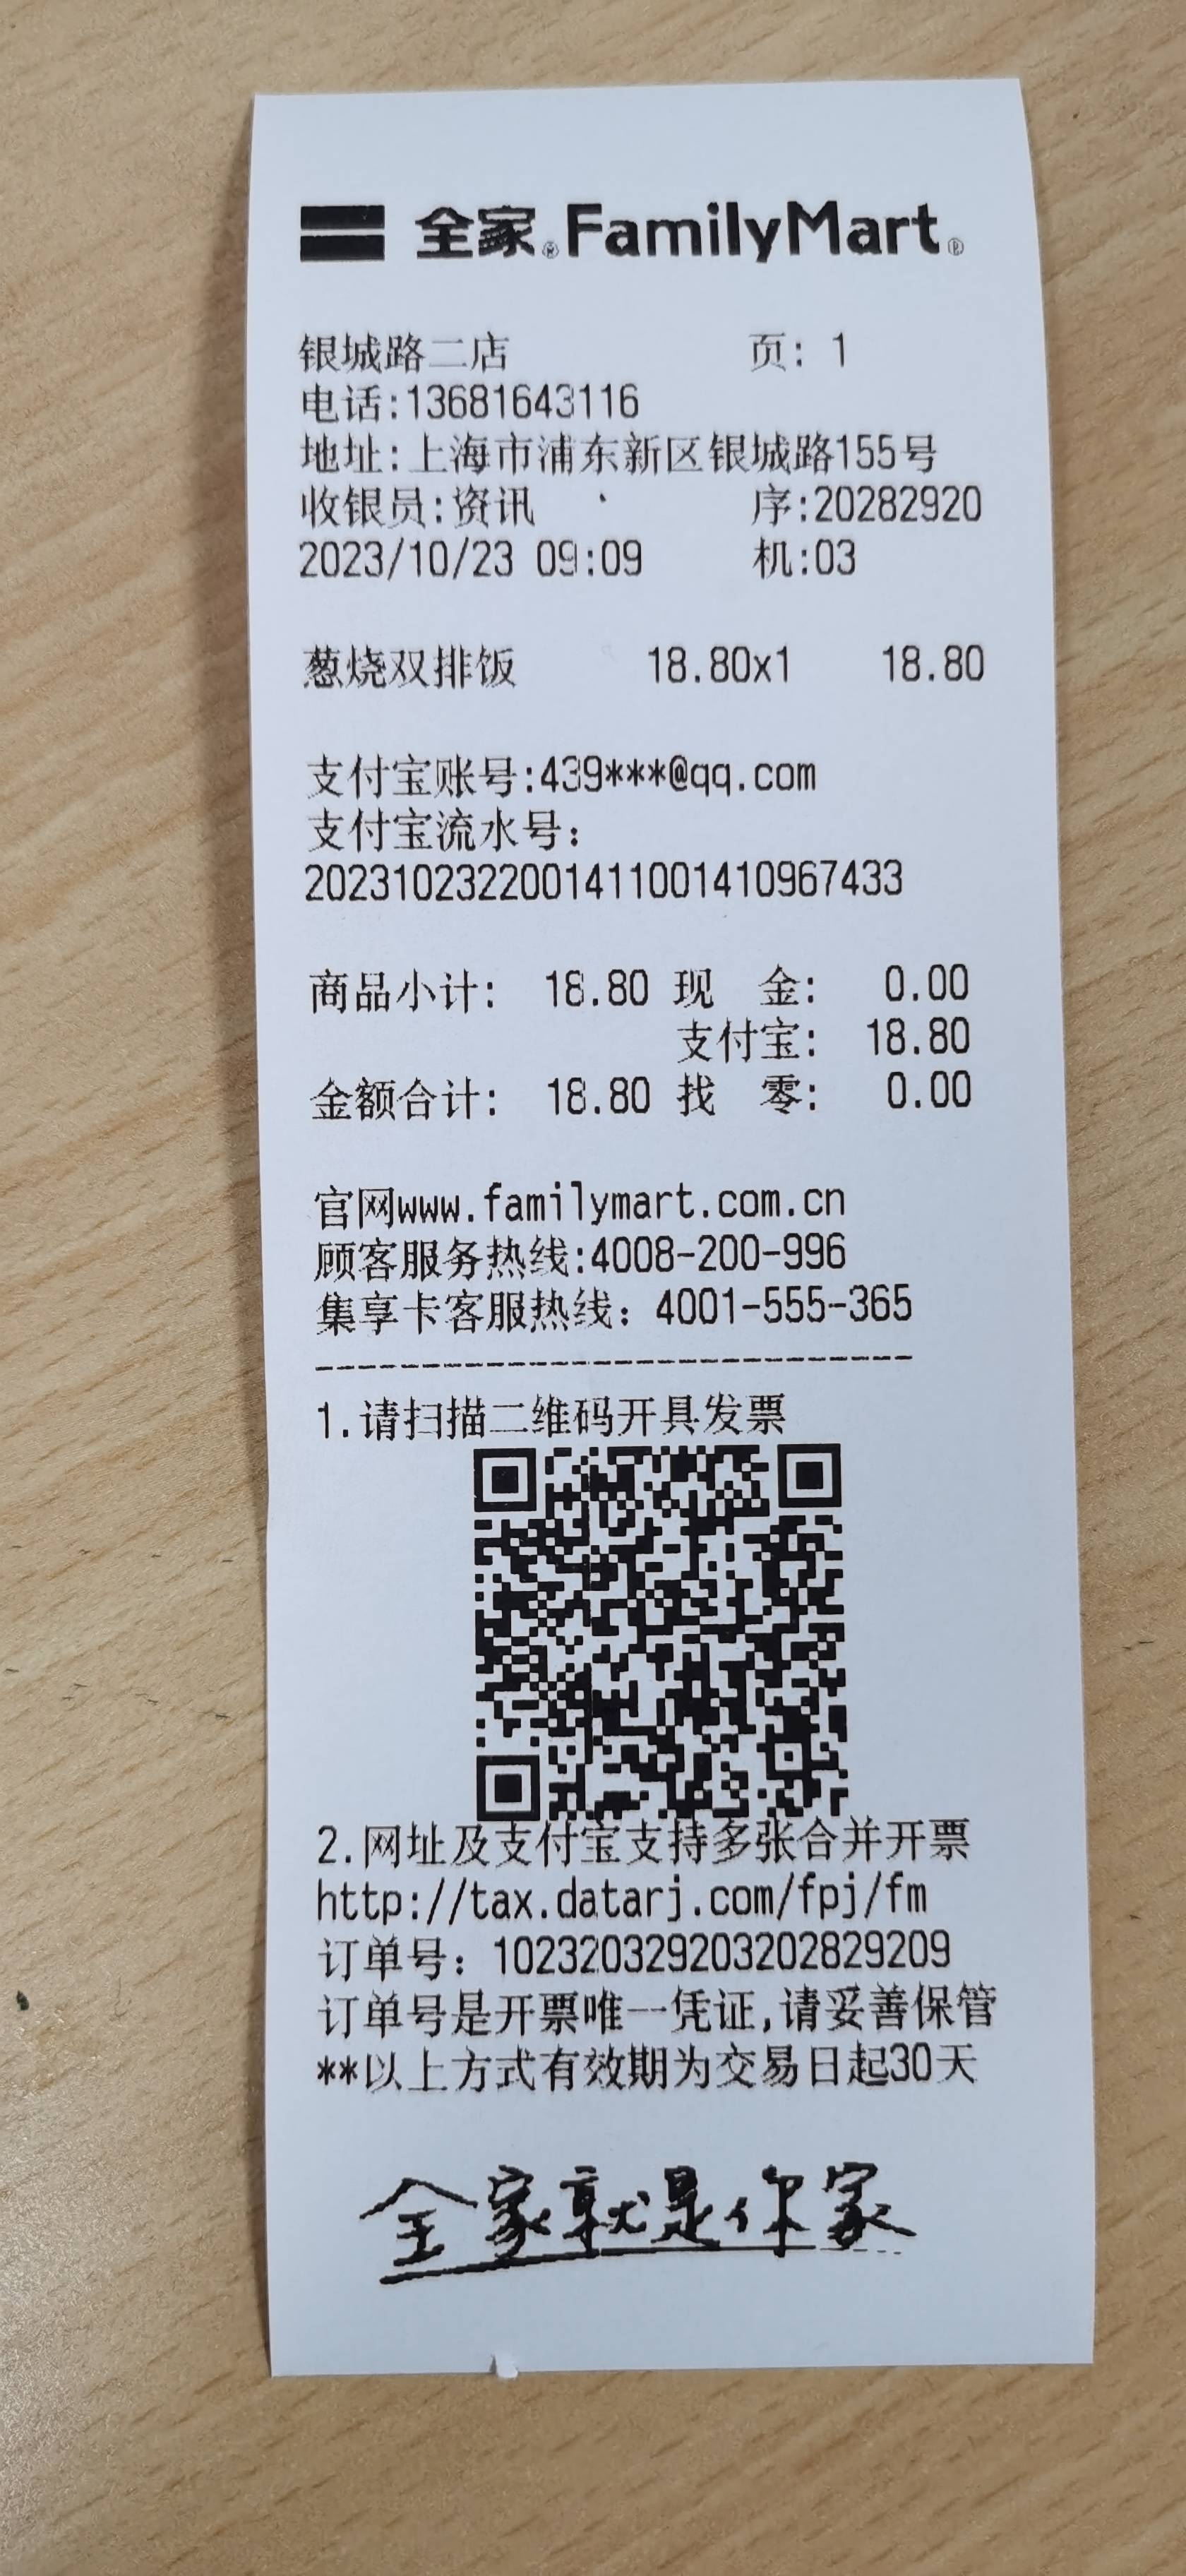 全家® FamilyMart®
银城路二店 页: 1
电话:13681643116
地址:上海市浦东新区银城路155号
收银员:资讯 序:20282920
2023/10/23 09:09 机:03
葱烧双排饭 18.80x1 18.80
支付宝账号:439***@qq.com
支付宝流水号:
2023102322001411001410967433
商品小计: 18.80 现 金: 0.00
支付宝: 18.80
金额合计: 18.80 找 零: 0.00
官网www.familymart.com.cn
顾客服务热线:4008-200-996
集享卡客服热线: 4001-555-365
1.请扫描二维码开具发票
2.网址及支付宝支持多张合并开票
http://tax.datarj.com/fpj/fm
订单号: 102320329203202829209
订单号是开票唯一凭证,请妥善保管
**以上方式有效期为交易日起30天
全家就是你家